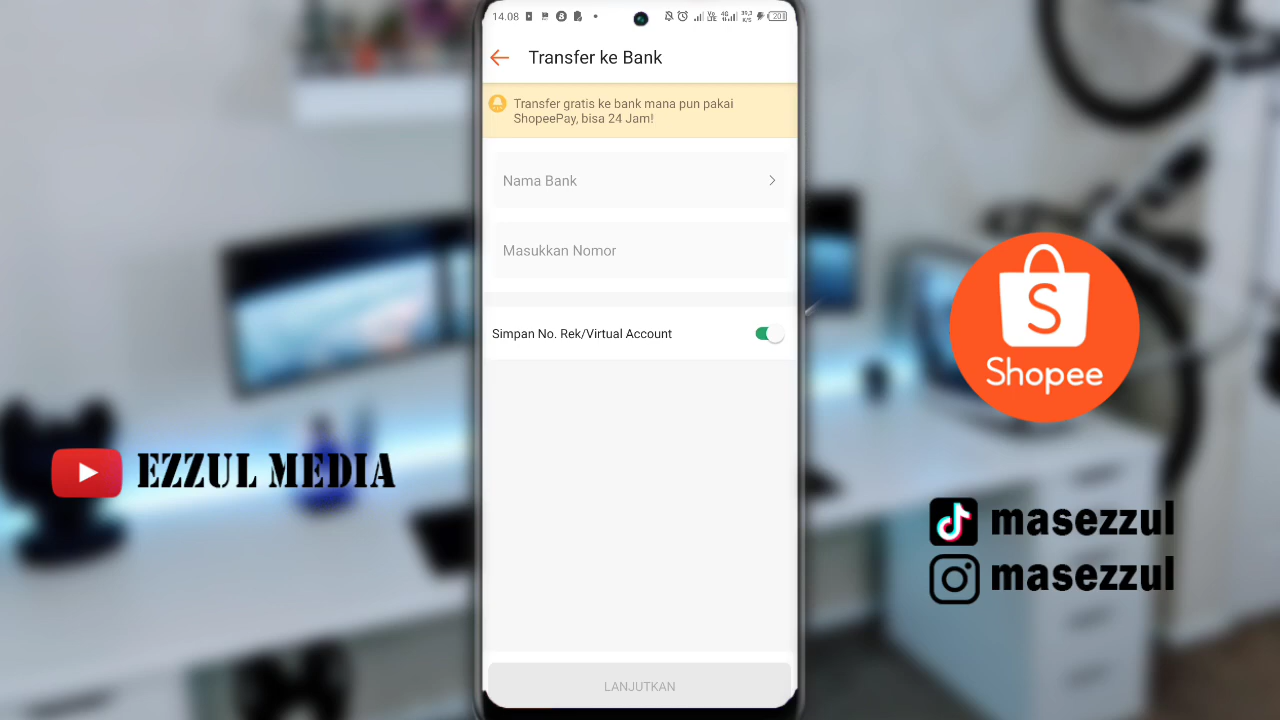 14.08
Transfer ke Bank
Transfer gratis ke bank mana pun pakai
ShopeePay, bisa 24 Jam!
Nama Bank
Masukkan Nomor
Simpan No. Rek/Virtual Account
LANJUTKAN
EZZUL MEDIA
S
Shopee
masezzul
masezzul